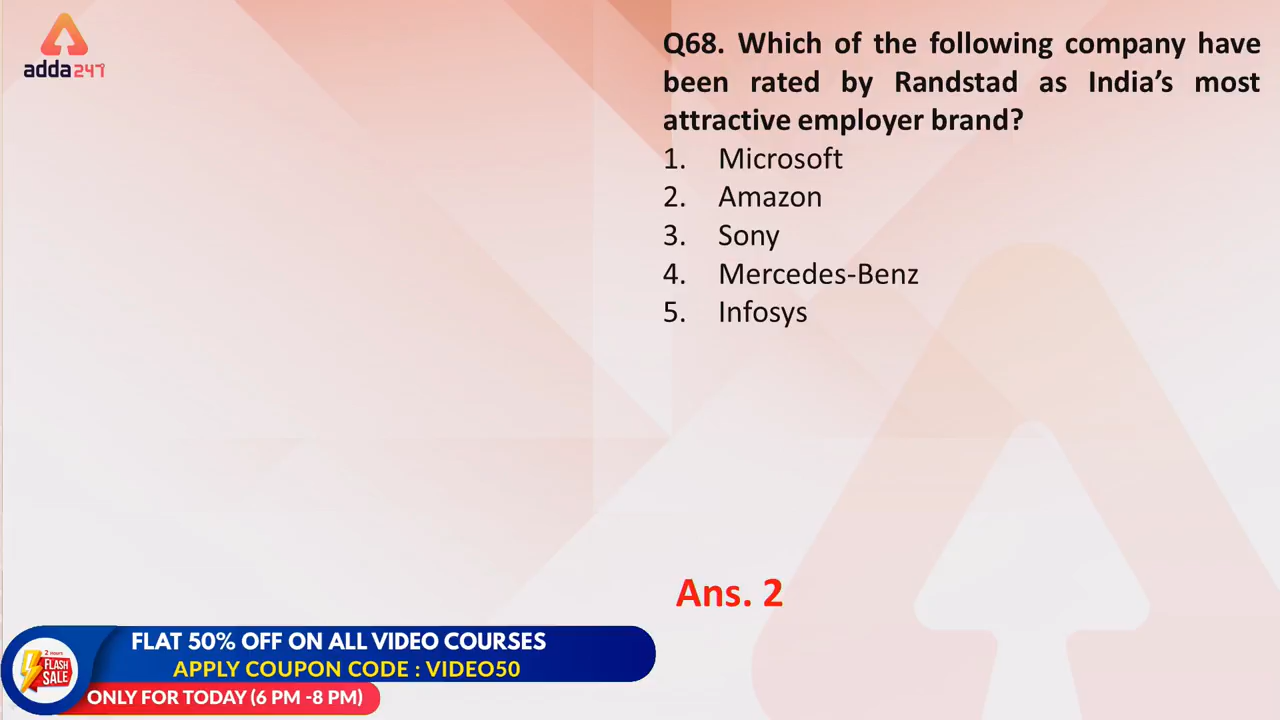 adda247
Q68. Which of the following company have
been rated by Randstad as India's most
attractive employer brand?
1. Microsoft
2. Amazon
3. Sony
4. Mercedes-Benz
5. Infosys
Ans. 2
FLAT 50% OFF ON ALL VIDEO COURSES
APPLY COUPON CODE : VIDEO50
2 Hours
FLASH
SALE
ONLY FOR TODAY (6 PM -8 PM)